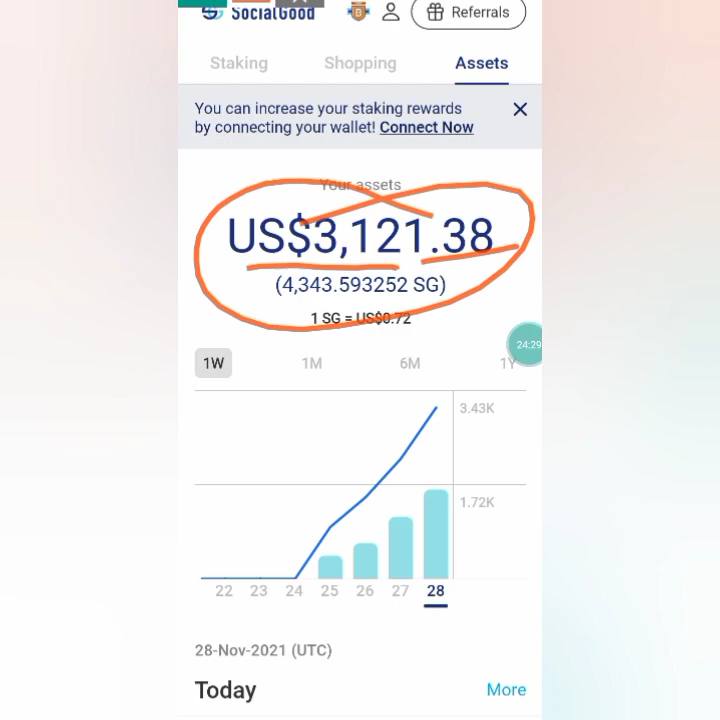 SocialGood
Referrals
Staking
Shopping
Assets
You can increase your staking rewards
by connecting your wallet! Connect Now
Your assets
US$3,121.38
(4,343.593252 SG)
1 SG = US$0.72
24:29
1W
1M
6M
1Y
3.43K
1.72K
22 23 24 25 26 27 28
28-Nov-2021 (UTC)
Today
More